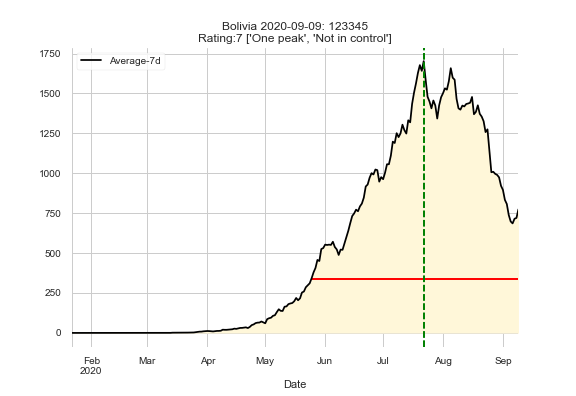 Bolivia 2020-09-09: 123345
Rating:7 ['One peak', 'Not in control']
Average-7d
1750
1500
1250
1000
750
500
250
0
Feb
2020
Mar
Apr
May
Jun
Jul
Aug
Sep
Date